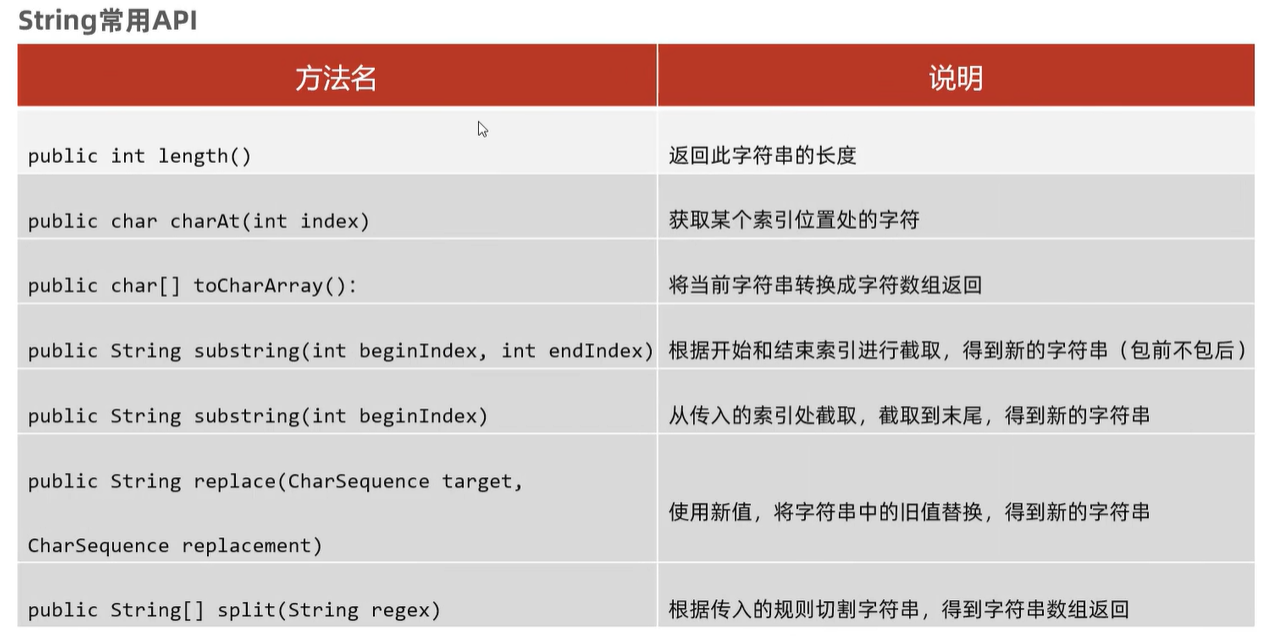 String常用API
方法名
说明
public int length()
返回此字符串的长度
public char charAt(int index)
获取某个索引位置处的字符
public char[] toCharArray():
将当前字符串转换成字符数组返回
public String substring(int beginIndex, int endIndex)
根据开始和结束索引进行截取，得到新的字符串（包前不包后）
public String substring(int beginIndex)
从传入的索引处截取，截取到末尾，得到新的字符串
public String replace(CharSequence target,
CharSequence replacement)
使用新值，将字符串中的旧值替换，得到新的字符串
public String[] split(String regex)
根据传入的规则切割字符串，得到字符串数组返回